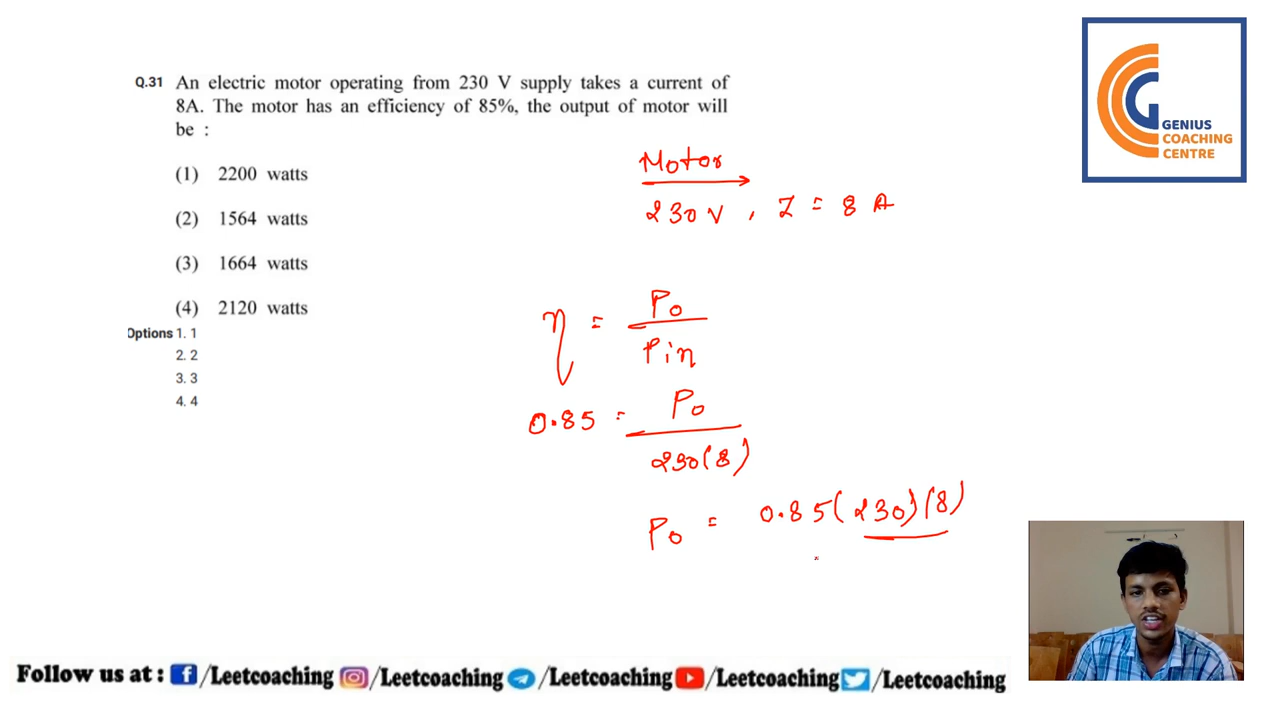 Q.31 An electric motor operating from 230 V supply takes a current of
8A. The motor has an efficiency of 85%, the output of motor will
be :
(1) 2200 watts
(2) 1564 watts
(3) 1664 watts
(4) 2120 watts
Options 1. 1
2. 2
3. 3
4. 4
Motor
230 V , I = 8 A
η = Po
Pin
0.85 = Po
230(8)
Po = 0.85(230)(8)
GENIUS
COACHING
CENTRE
Follow us at : f/Leetcoaching /Leetcoaching /Leetcoaching /Leetcoaching /Leetcoaching